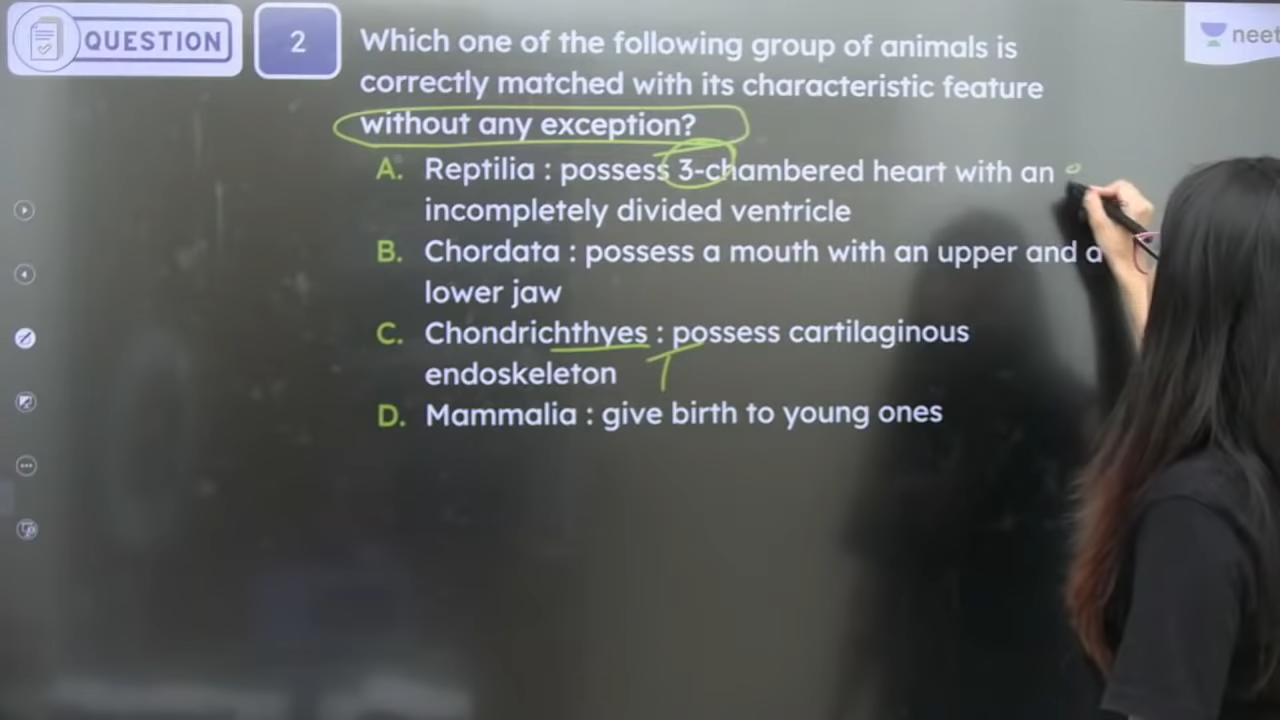 QUESTION
2
Which one of the following group of animals is
correctly matched with its characteristic feature
without any exception?
A. Reptilia : possess 3-chambered heart with an
incompletely divided ventricle
B. Chordata : possess a mouth with an upper and a
lower jaw
C. Chondrichthyes : possess cartilaginous
endoskeleton
T
D. Mammalia : give birth to young ones
neet